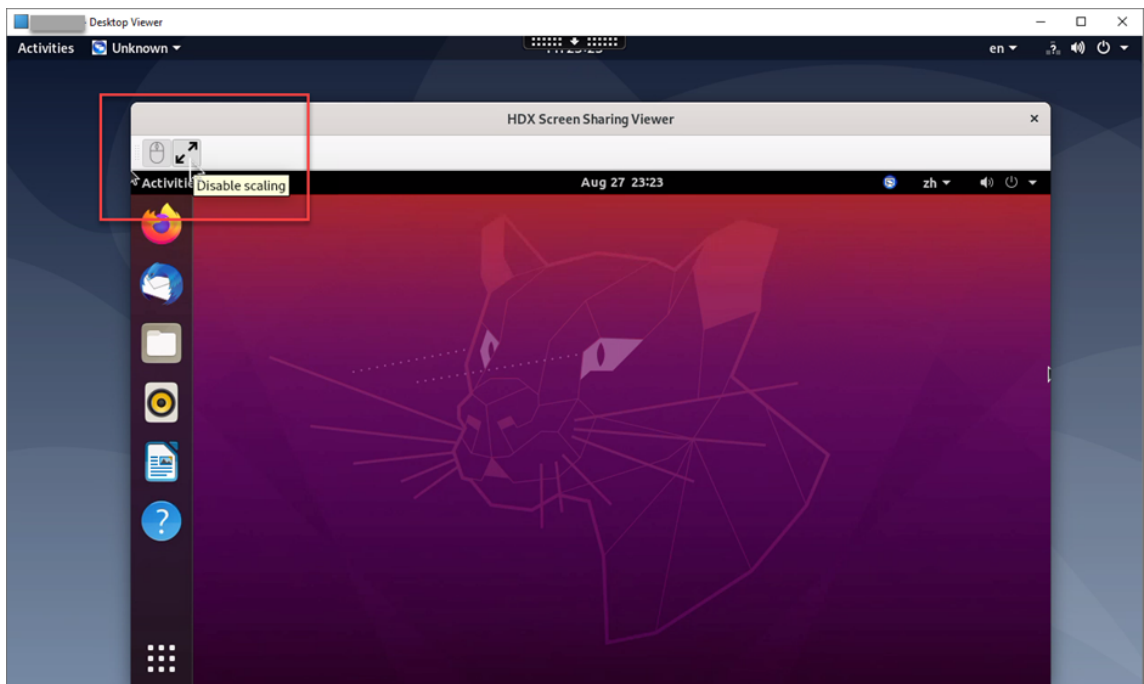 Desktop Viewer
Activities Unknown en
HDX Screen Sharing Viewer
Disable scaling
Aug 27 23:23 zh